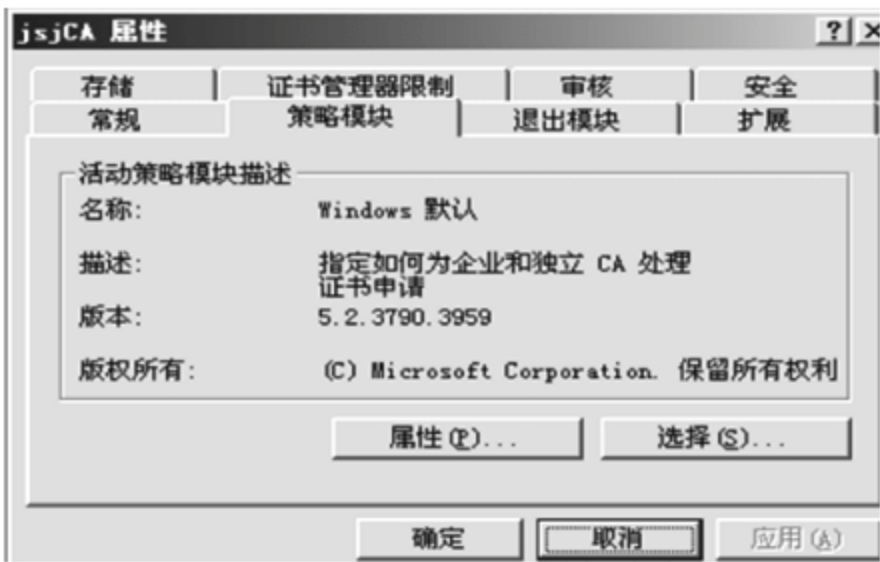 jsjCA 属性
存储 证书管理器限制 审核 安全
常规 策略模块 退出模块 扩展
活动策略模块描述
名称: Windows 默认
描述: 指定如何为企业和独立 CA 处理
证书申请
版本: 5.2.3790.3959
版权所有: (C) Microsoft Corporation. 保留所有权利
属性(P)... 选择(S)...
确定 取消 应用(A)